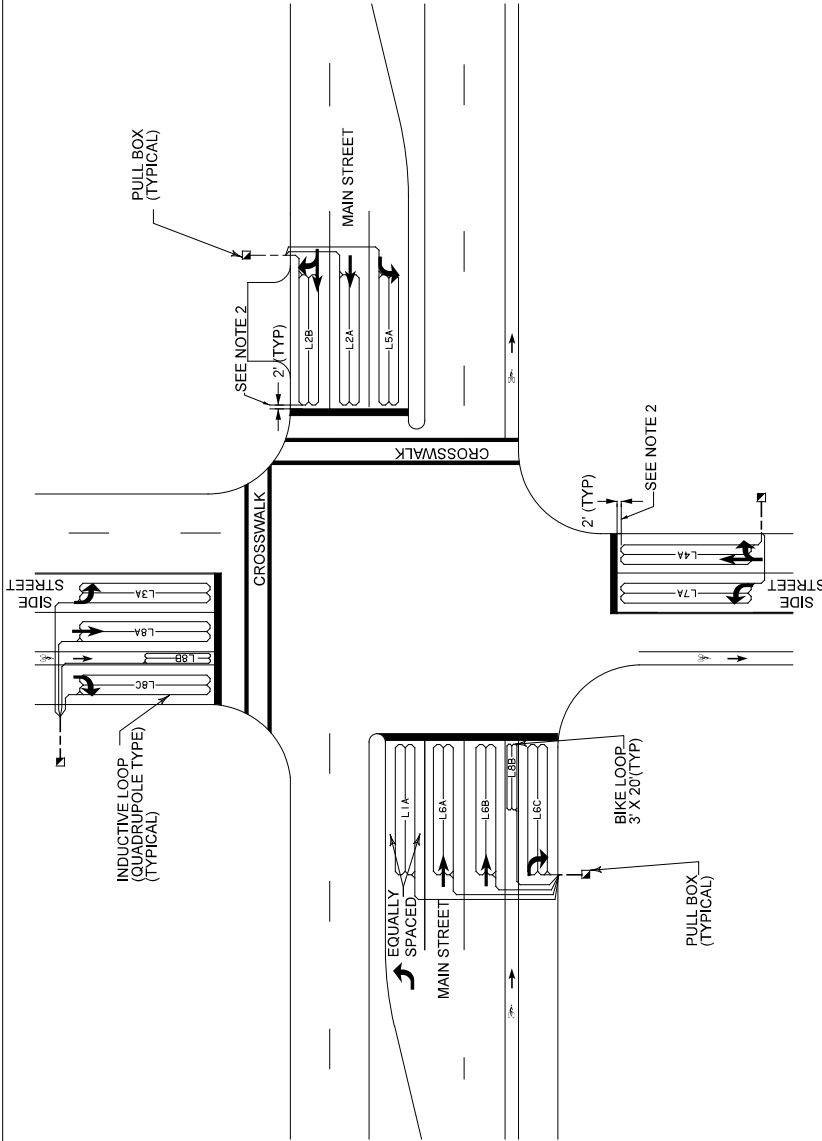 PULL BOX
(TYPICAL)
MAIN STREET
SEE NOTE 2
2' (TYP)
L2B
L2A
L5A
CROSSWALK
CROSSWALK
SIDE
STREET
L3A
L8A
L8B
L8C
INDUCTIVE LOOP
(QUADRUPOLE TYPE)
(TYPICAL)
2' (TYP)
SEE NOTE 2
L4A
L7A
SIDE
STREET
L1A
L6A
L6B
L8B
L6C
EQUALLY
SPACED
MAIN STREET
BIKE LOOP
3' X 20'(TYP)
PULL BOX
(TYPICAL)